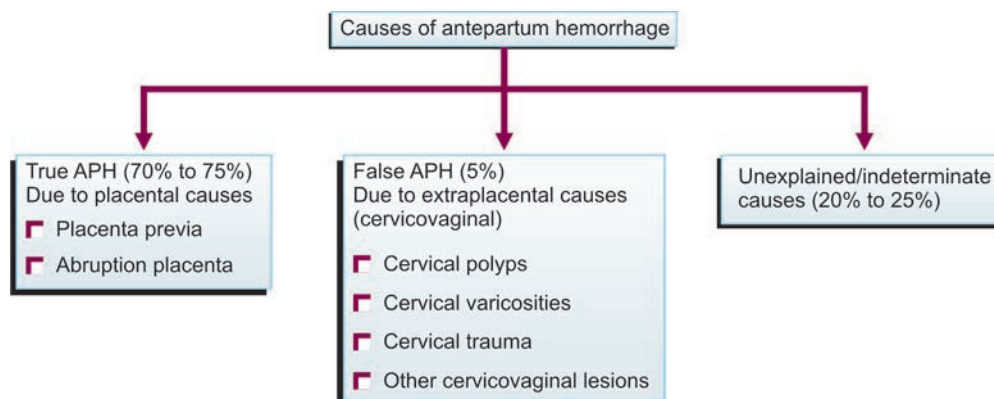 Causes of antepartum hemorrhage
True APH (70% to 75%)
Due to placental causes
Placenta previa
Abruption placenta
False APH (5%)
Due to extraplacental causes
(cervicovaginal)
Cervical polyps
Cervical varicosities
Cervical trauma
Other cervicovaginal lesions
Unexplained/indeterminate
causes (20% to 25%)